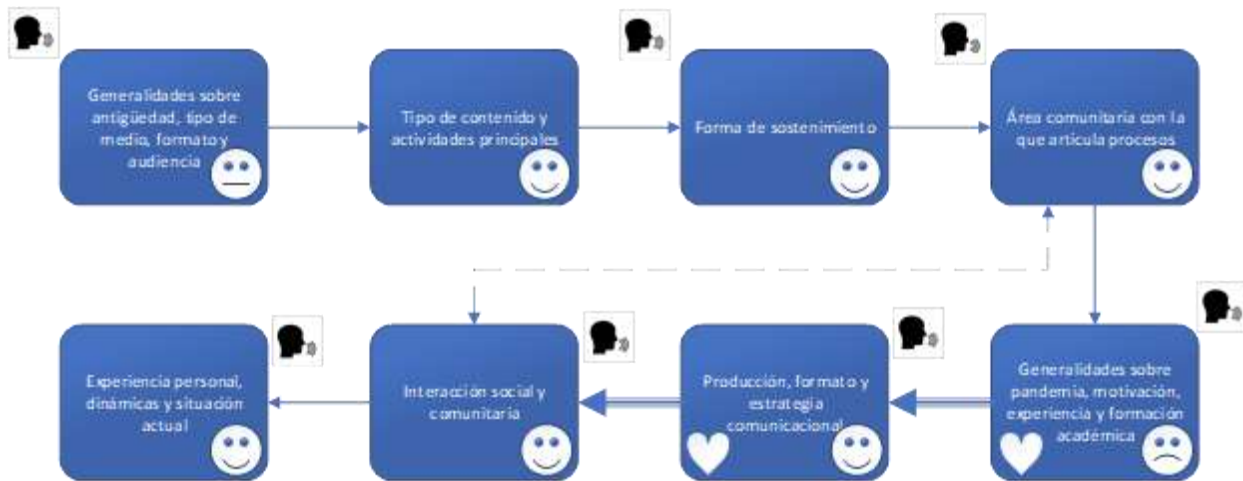 Generalidades sobre
antigüedad, tipo de
medio, formato y
audiencia
Tipo de contenido y
actividades principales
Forma de sostenimiento
Área comunitaria con la
que articula procesos
Experiencia personal,
dinámicas y situación
actual
Interacción social y
comunitaria
Producción, formato y
estrategia
comunicacional
Generalidades sobre
pandemia, motivación,
experiencia y formación
académica